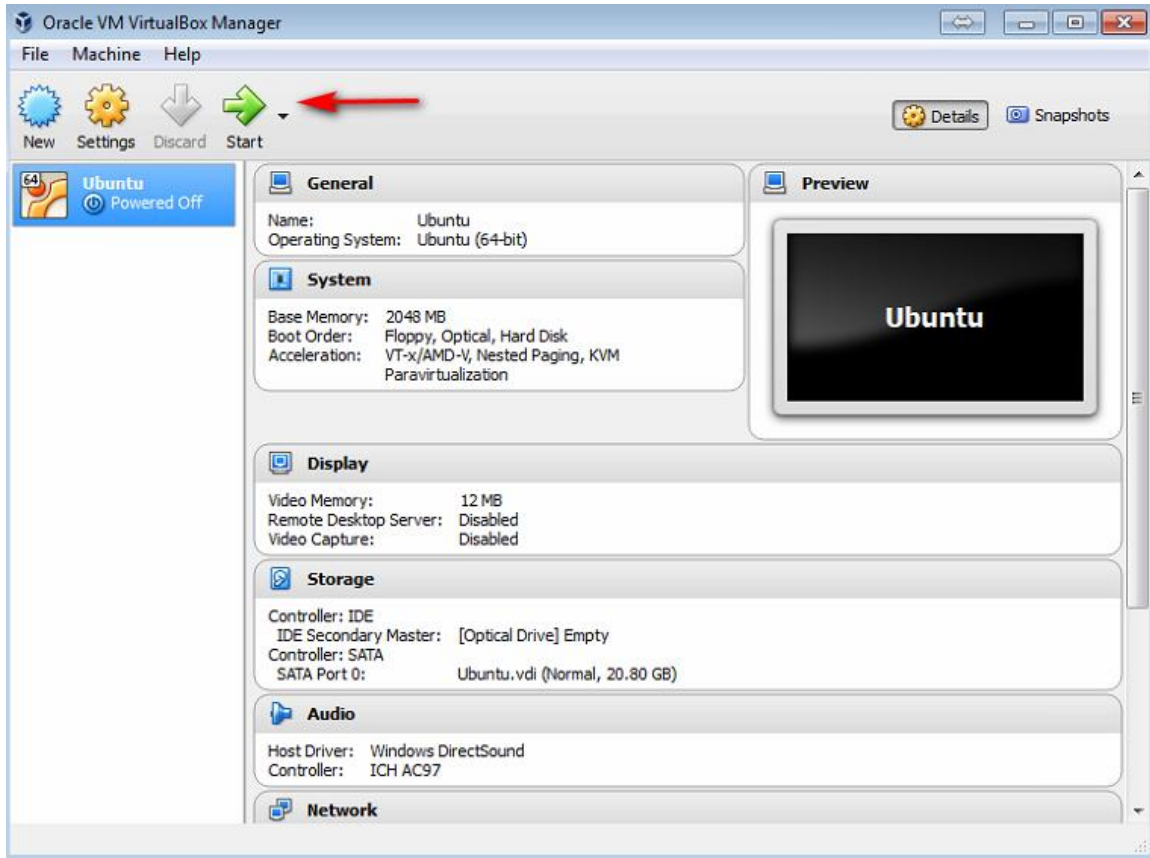 Oracle VM VirtualBox Manager
File Machine Help
New Settings Discard Start
Details Snapshots
64
Ubuntu
Powered Off
General
Name: Ubuntu
Operating System: Ubuntu (64-bit)
System
Base Memory: 2048 MB
Boot Order: Floppy, Optical, Hard Disk
Acceleration: VT-x/AMD-V, Nested Paging, KVM
Paravirtualization
Preview
Ubuntu
Display
Video Memory: 12 MB
Remote Desktop Server: Disabled
Video Capture: Disabled
Storage
Controller: IDE
IDE Secondary Master: [Optical Drive] Empty
Controller: SATA
SATA Port 0: Ubuntu.vdi (Normal, 20.80 GB)
Audio
Host Driver: Windows DirectSound
Controller: ICH AC97
Network